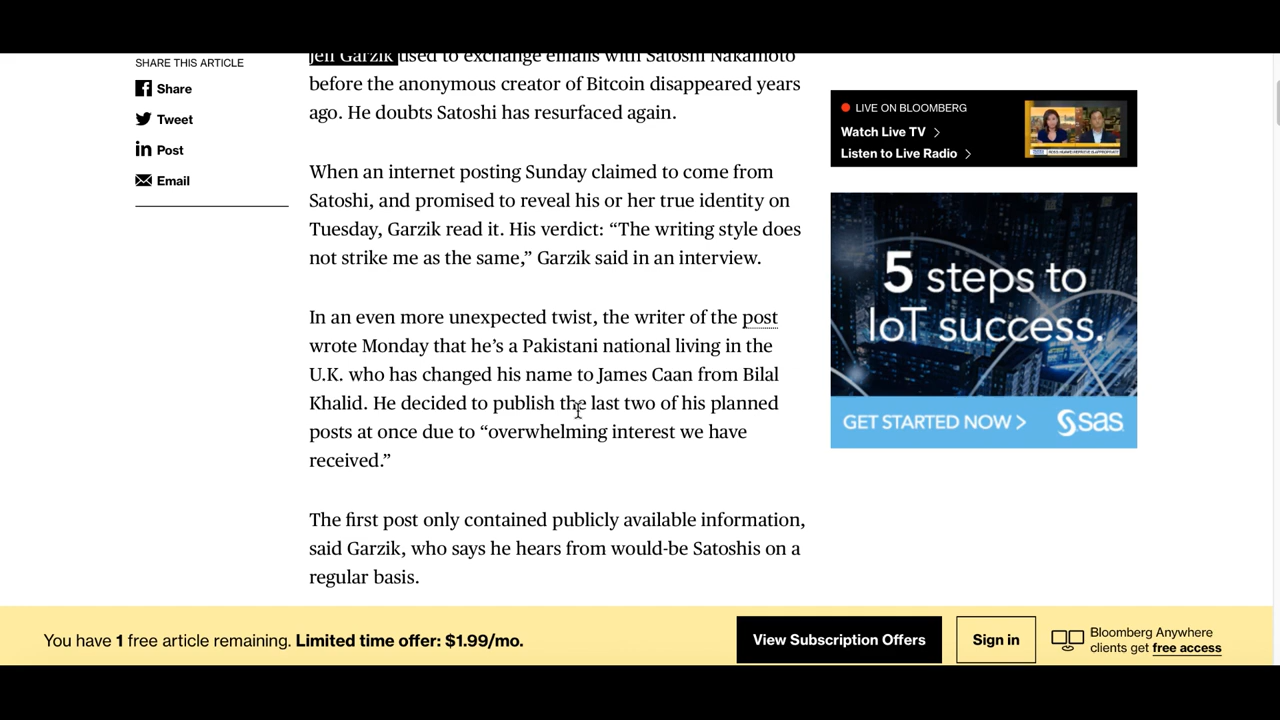 SHARE THIS ARTICLE
Share
Tweet
Post
Email
Jeff Garzik used to exchange emails with Satoshi Nakamoto
before the anonymous creator of Bitcoin disappeared years
ago. He doubts Satoshi has resurfaced again.
When an internet posting Sunday claimed to come from
Satoshi, and promised to reveal his or her true identity on
Tuesday, Garzik read it. His verdict: “The writing style does
not strike me as the same,” Garzik said in an interview.
In an even more unexpected twist, the writer of the post
wrote Monday that he’s a Pakistani national living in the
U.K. who has changed his name to James Caan from Bilal
Khalid. He decided to publish the last two of his planned
posts at once due to “overwhelming interest we have
received.”
The first post only contained publicly available information,
said Garzik, who says he hears from would-be Satoshis on a
regular basis.
LIVE ON BLOOMBERG
Watch Live TV
Listen to Live Radio
5 steps to
IoT success.
GET STARTED NOW >
sas
You have 1 free article remaining. Limited time offer: $1.99/mo.
View Subscription Offers
Sign in
Bloomberg Anywhere
clients get free access